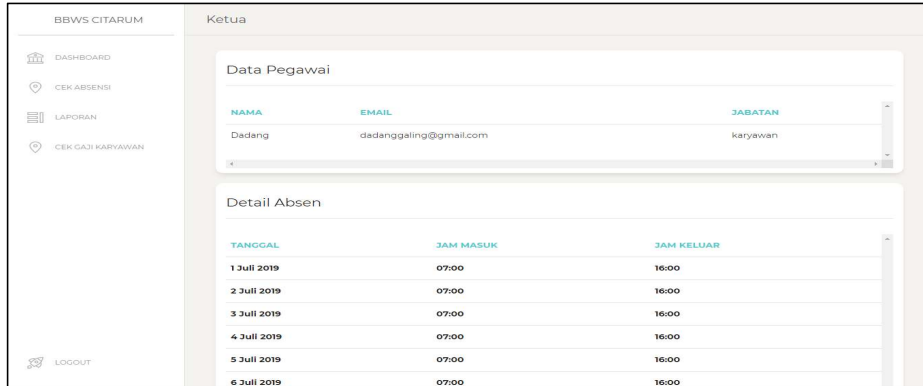 BBWS CITARUM
DASHBOARD
CEK ABSENSI
LAPORAN
CEK GAJI KARYAWAN
LOGOUT
Ketua
Data Pegawai
NAMA EMAIL JABATAN
Dadang dadanggaling@gmail.com karyawan
Detail Absen
TANGGAL JAM MASUK JAM KELUAR
1 Juli 2019 07:00 16:00
2 Juli 2019 07:00 16:00
3 Juli 2019 07:00 16:00
4 Juli 2019 07:00 16:00
5 Juli 2019 07:00 16:00
6 Juli 2019 07:00 16:00